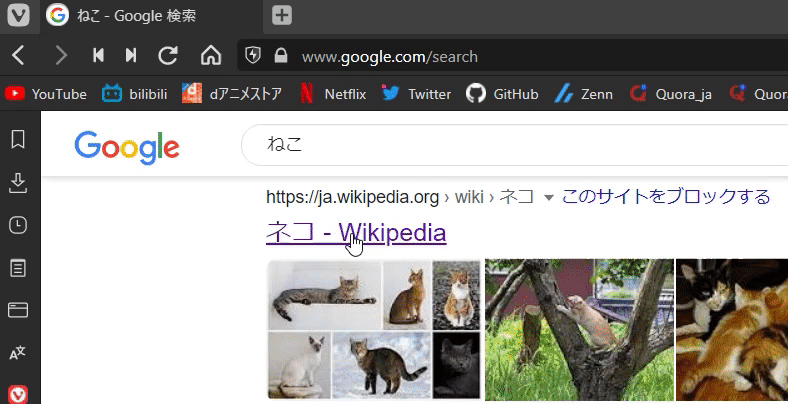 ねこ - Google 検索
www.google.com/search
YouTube bilibili dアニメストア Netflix Twitter GitHub Zenn Quora_ja Quor
Google ねこ
https://ja.wikipedia.org › wiki › ネコ このサイトをブロックする
ネコ - Wikipedia